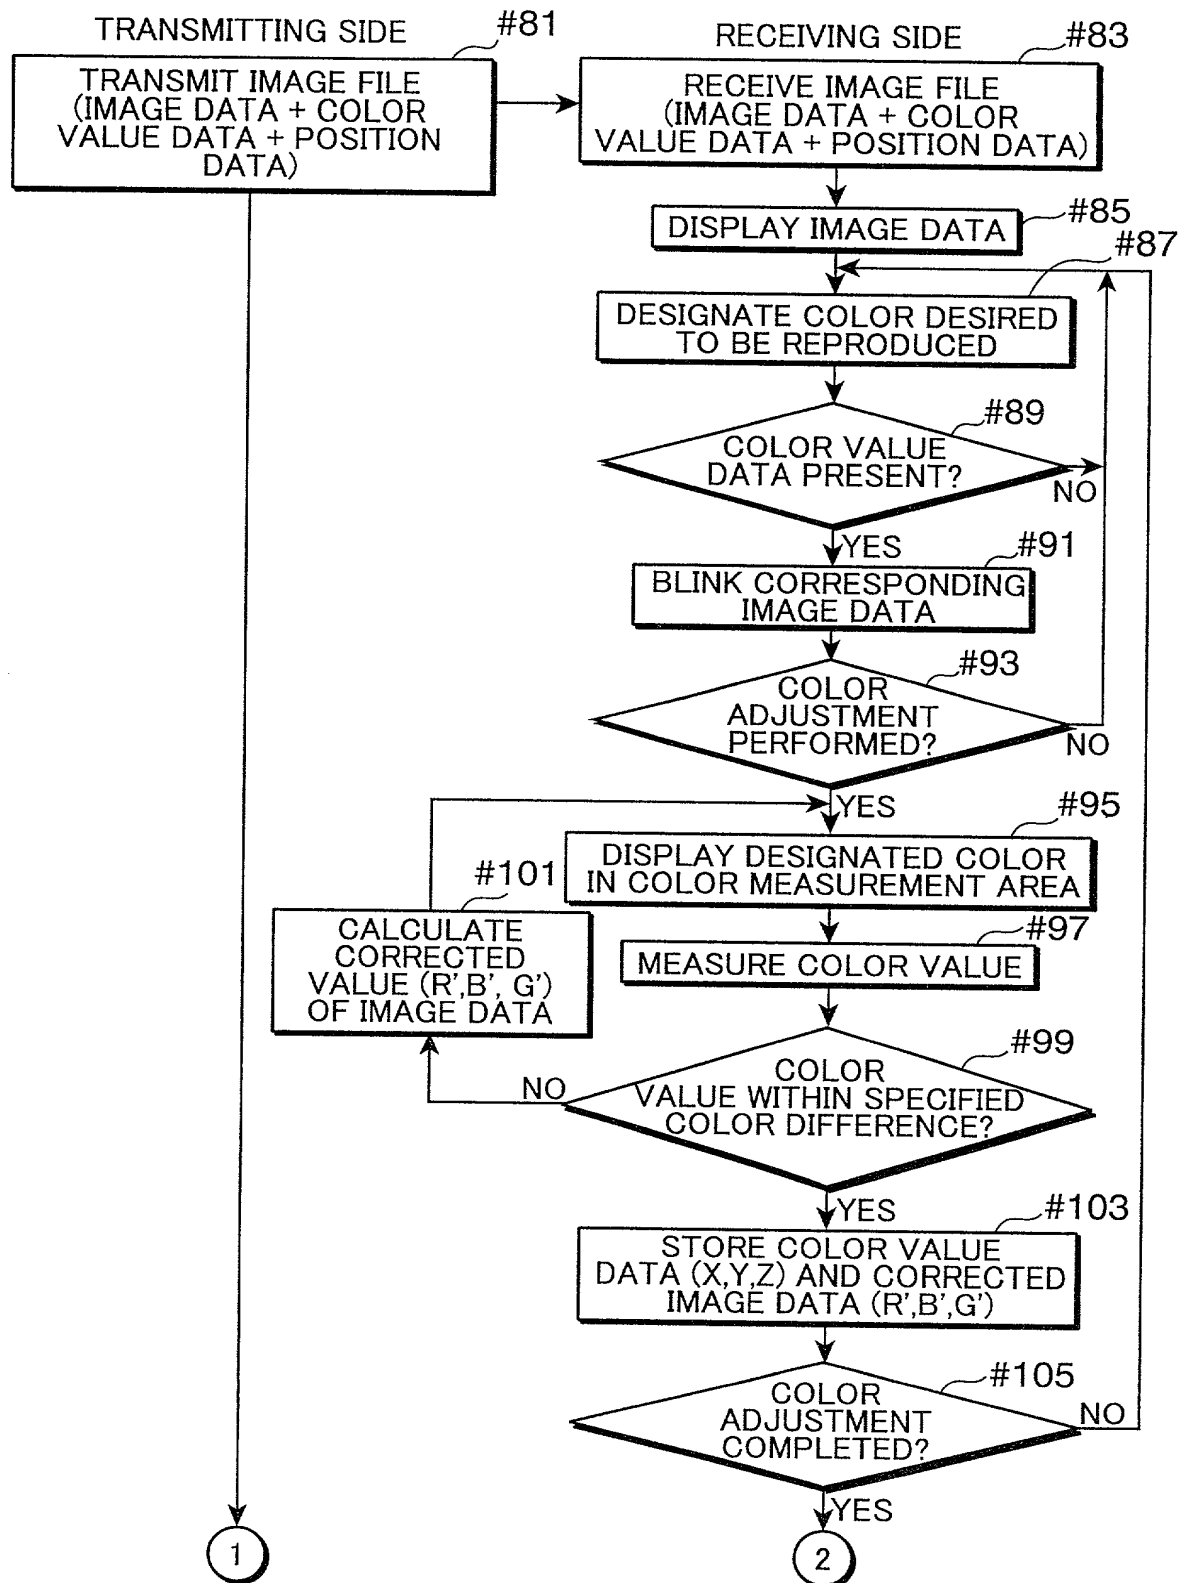 TRANSMITTING SIDE
#81
TRANSMIT IMAGE FILE
(IMAGE DATA + COLOR
VALUE DATA + POSITION
DATA)
RECEIVING SIDE
#83
RECEIVE IMAGE FILE
(IMAGE DATA + COLOR
VALUE DATA + POSITION DATA)
#85
DISPLAY IMAGE DATA
#87
DESIGNATE COLOR DESIRED
TO BE REPRODUCED
#89
COLOR VALUE
DATA PRESENT?
NO
YES
#91
BLINK CORRESPONDING
IMAGE DATA
#93
COLOR
ADJUSTMENT
PERFORMED?
NO
YES
#95
DISPLAY DESIGNATED COLOR
IN COLOR MEASUREMENT AREA
#101
CALCULATE
CORRECTED
VALUE (R',B', G')
OF IMAGE DATA
#97
MEASURE COLOR VALUE
#99
COLOR
VALUE WITHIN SPECIFIED
COLOR DIFFERENCE?
NO
YES
#103
STORE COLOR VALUE
DATA (X,Y,Z) AND CORRECTED
IMAGE DATA (R',B',G')
#105
COLOR
ADJUSTMENT
COMPLETED?
NO
YES
1
2